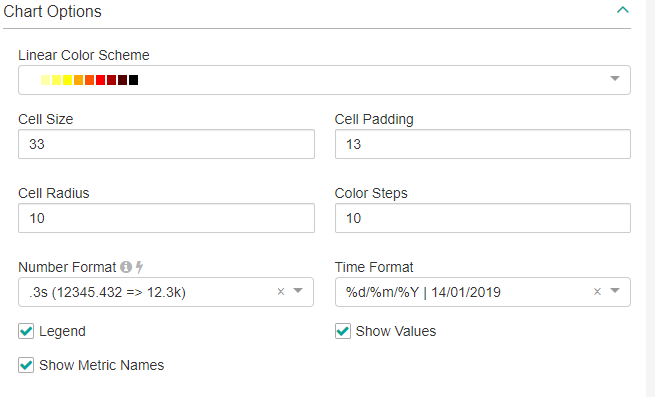 Chart Options
Linear Color Scheme
Cell Size
Cell Padding
33
13
Cell Radius
Color Steps
10
10
Number Format
Time Format
.3s (12345.432 => 12.3k) ×
%d/%m/%Y | 14/01/2019 ×
Legend
Show Values
Show Metric Names